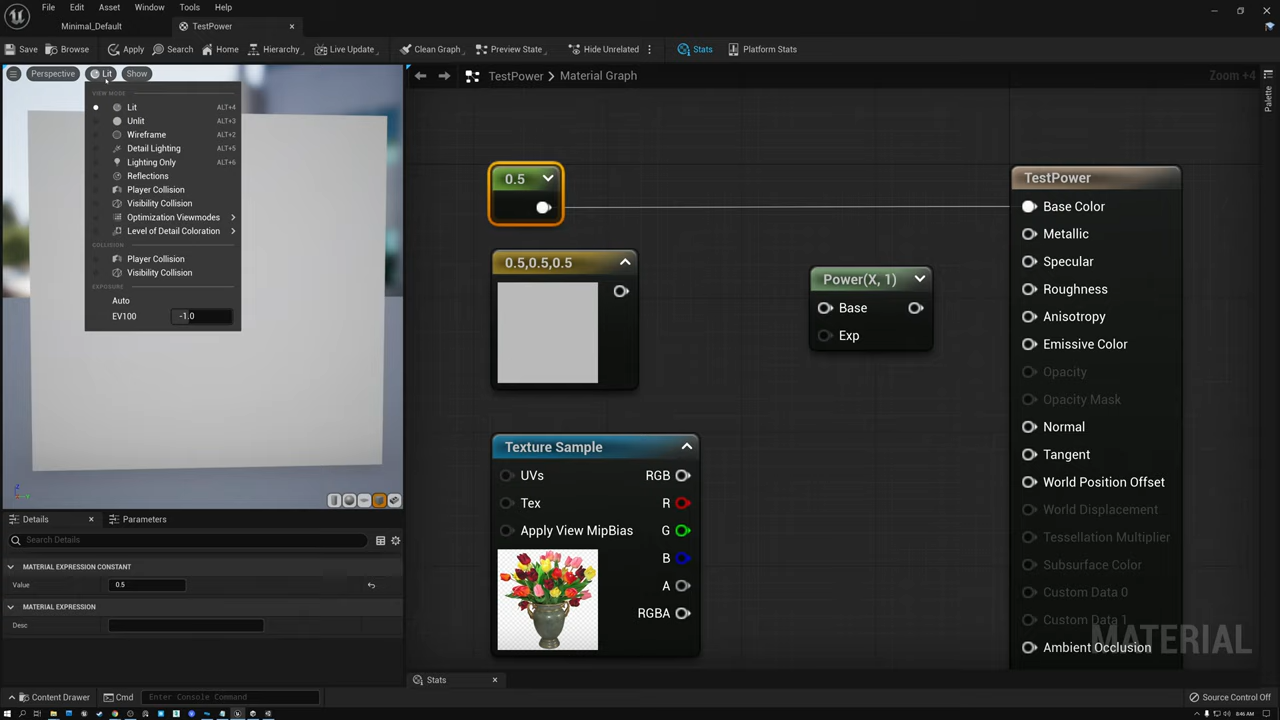 File Edit Asset Window Tools Help
Minimal_Default
TestPower
Save
Browse
Apply
Search
Home
Hierarchy
Live Update
Clean Graph
Preview State
Hide Unrelated
Stats
Platform Stats
Perspective
Lit
Show
VIEW MODE
Lit ALT+4
Unlit ALT+3
Wireframe ALT+2
Detail Lighting ALT+5
Lighting Only ALT+6
Reflections
Player Collision
Visibility Collision
Optimization Viewmodes
Level of Detail Coloration
COLLISION
Player Collision
Visibility Collision
EXPOSURE
Auto
EV100 -1.0
TestPower > Material Graph
Zoom +4
Palette
0.5
0.5,0.5,0.5
Power(X, 1)
Base
Exp
Texture Sample
UVs RGB
Tex R
Apply View MipBias G
B
A
RGBA
TestPower
Base Color
Metallic
Specular
Roughness
Anisotropy
Emissive Color
Opacity
Opacity Mask
Normal
Tangent
World Position Offset
World Displacement
Tessellation Multiplier
Subsurface Color
Custom Data 0
Custom Data 1
Ambient Occlusion
MATERIAL
Details
Parameters
Search Details
MATERIAL EXPRESSION CONSTANT
Value 0.5
MATERIAL EXPRESSION
Desc
Stats
Content Drawer
Cmd
Enter Console Command
Source Control Off
8:46 AM